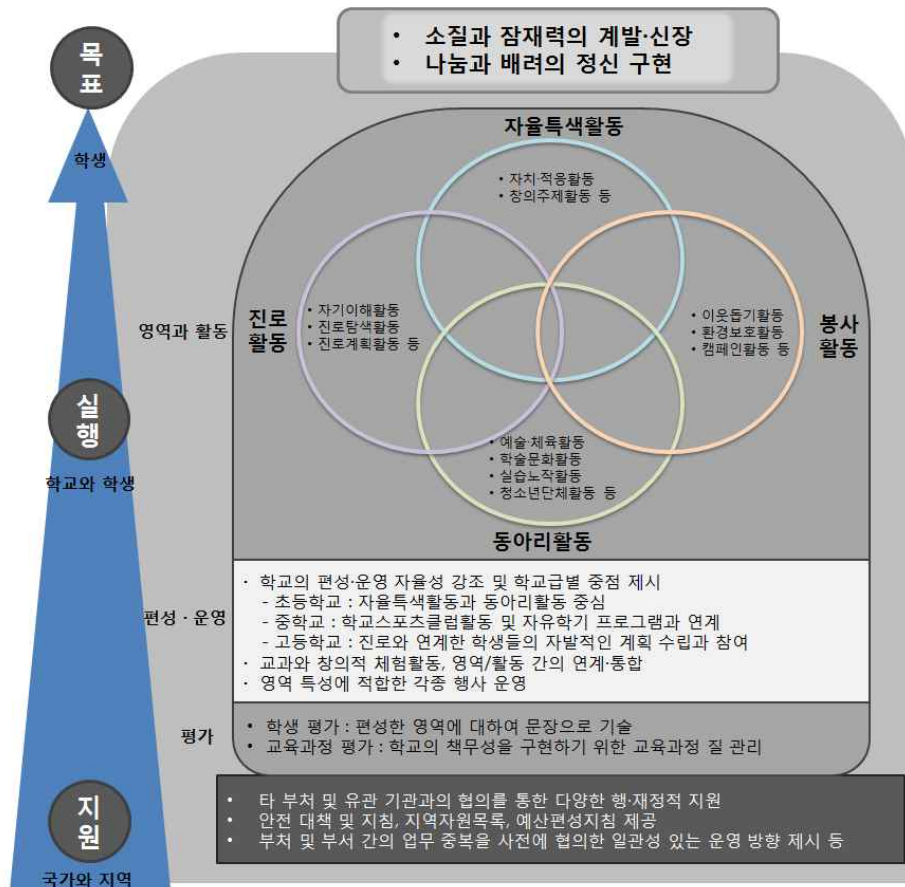 목
표
• 소질과 잠재력의 계발·신장
• 나눔과 배려의 정신 구현
학생
자율특색활동
• 자치·적응활동
• 창의주제활동 등
영역과 활동
진로
활동
• 자기이해활동
• 진로탐색활동
• 진로계획활동 등
• 이웃돕기활동
• 환경보호활동
• 캠페인활동 등
봉사
활동
실
행
학교와 학생
• 예술·체육활동
• 학술문화활동
• 실습노작활동
• 청소년단체활동 등
동아리활동
편성·운영
· 학교의 편성·운영 자율성 강조 및 학교급별 중점 제시
- 초등학교 : 자율특색활동과 동아리활동 중심
- 중학교 : 학교스포츠클럽활동 및 자유학기 프로그램과 연계
- 고등학교 : 진로와 연계한 학생들의 자발적인 계획 수립과 참여
· 교과와 창의적 체험활동, 영역/활동 간의 연계·통합
· 영역 특성에 적합한 각종 행사 운영
평가
• 학생 평가 : 편성한 영역에 대하여 문장으로 기술
• 교육과정 평가 : 학교의 책무성을 구현하기 위한 교육과정 질 관리
지
원
국가와 지역
• 타 부처 및 유관 기관과의 협의를 통한 다양한 행·재정적 지원
• 안전 대책 및 지침, 지역자원목록, 예산편성지침 제공
• 부처 및 부서 간의 업무 중복을 사전에 협의한 일관성 있는 운영 방향 제시 등